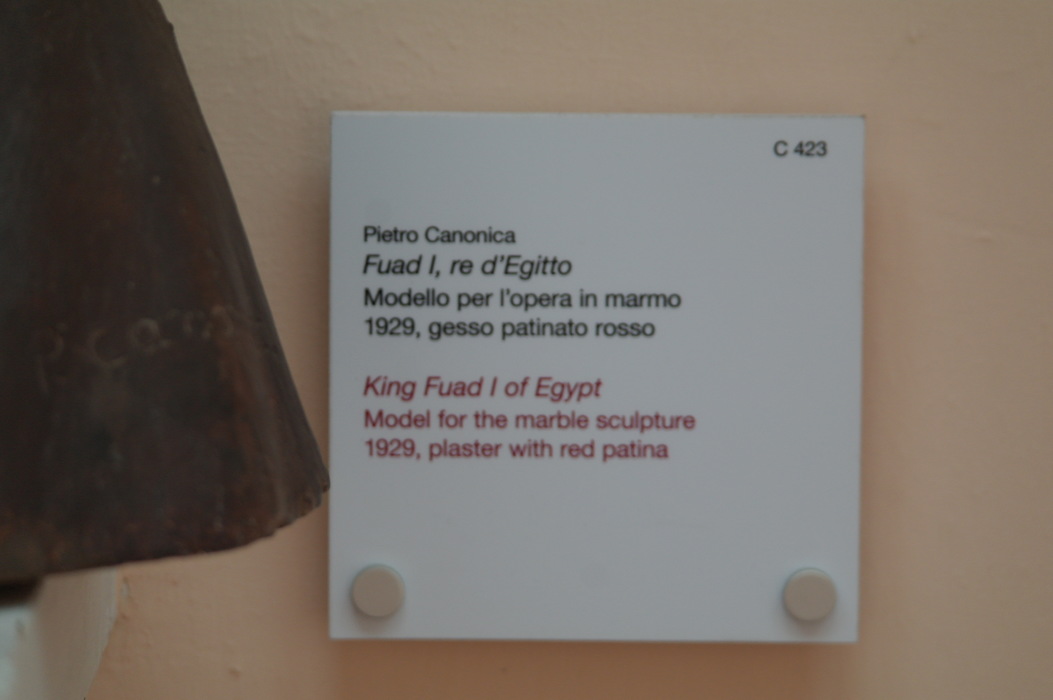 C 423
Pietro Canonica
Fuad I, re d'Egitto
Modello per l'opera in marmo
1929, gesso patinato rosso
King Fuad I of Egypt
Model for the marble sculpture
1929, plaster with red patina